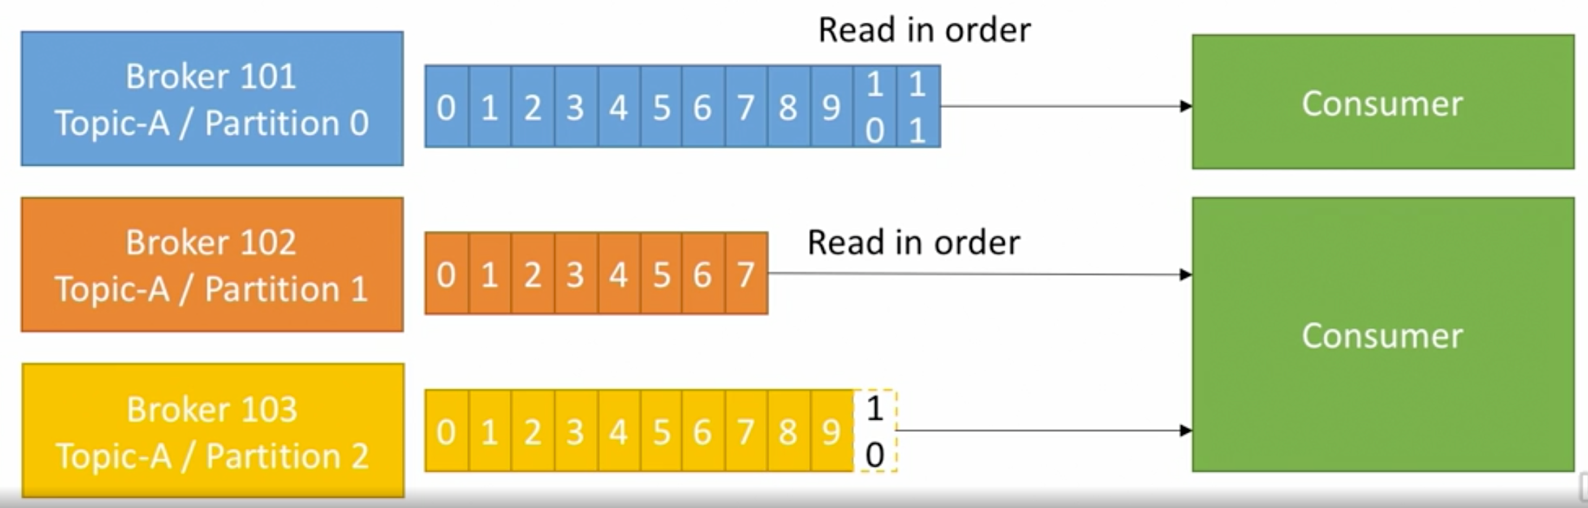 Read in order
Broker 101
Topic-A / Partition 0
0 1 2 3 4 5 6 7 8 9 10 11
Consumer
Broker 102
Topic-A / Partition 1
0 1 2 3 4 5 6 7
Read in order
Consumer
Broker 103
Topic-A / Partition 2
0 1 2 3 4 5 6 7 8 9 10